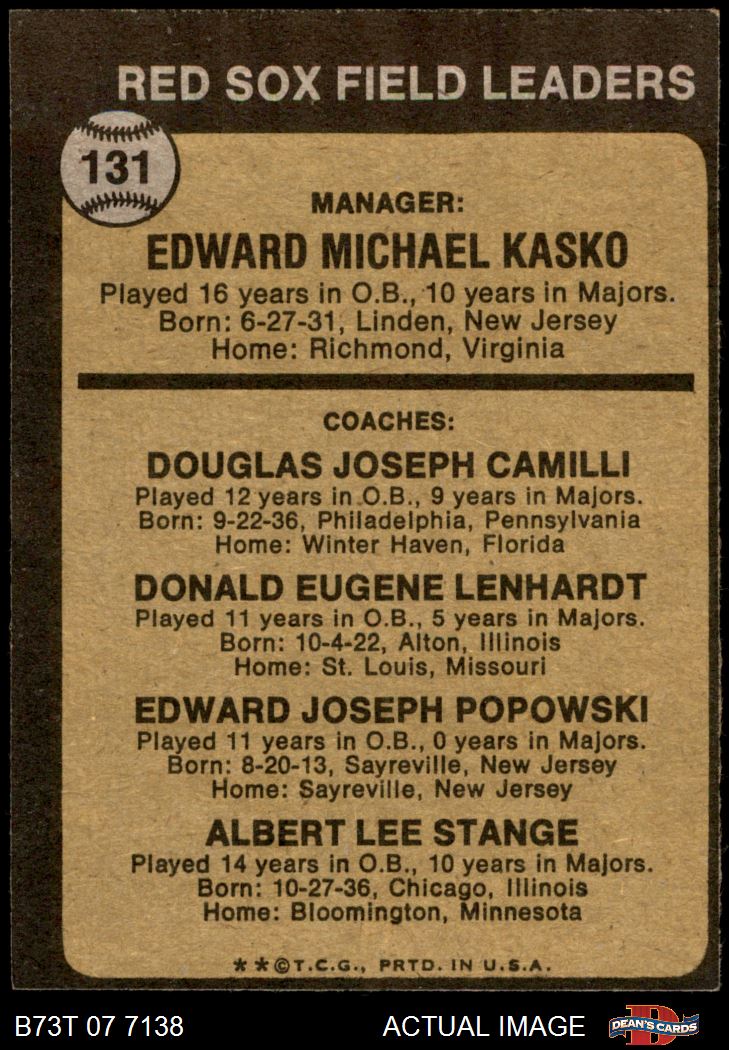 RED SOX FIELD LEADERS
131
MANAGER:
EDWARD MICHAEL KASKO
Played 16 years in O.B., 10 years in Majors.
Born: 6-27-31, Linden, New Jersey
Home: Richmond, Virginia
COACHES:
DOUGLAS JOSEPH CAMILLI
Played 12 years in O.B., 9 years in Majors.
Born: 9-22-36, Philadelphia, Pennsylvania
Home: Winter Haven, Florida
DONALD EUGENE LENHARDT
Played 11 years in O.B., 5 years in Majors.
Born: 10-4-22, Alton, Illinois
Home: St. Louis, Missouri
EDWARD JOSEPH POPOWSKI
Played 11 years in O.B., 0 years in Majors.
Born: 8-20-13, Sayreville, New Jersey
Home: Sayreville, New Jersey
ALBERT LEE STANGE
Played 14 years in O.B., 10 years in Majors.
Born: 10-27-36, Chicago, Illinois
Home: Bloomington, Minnesota
**©T.C.G., PRTD. IN U.S.A.
B73T 07 7138 ACTUAL IMAGE DEAN'S CARDS